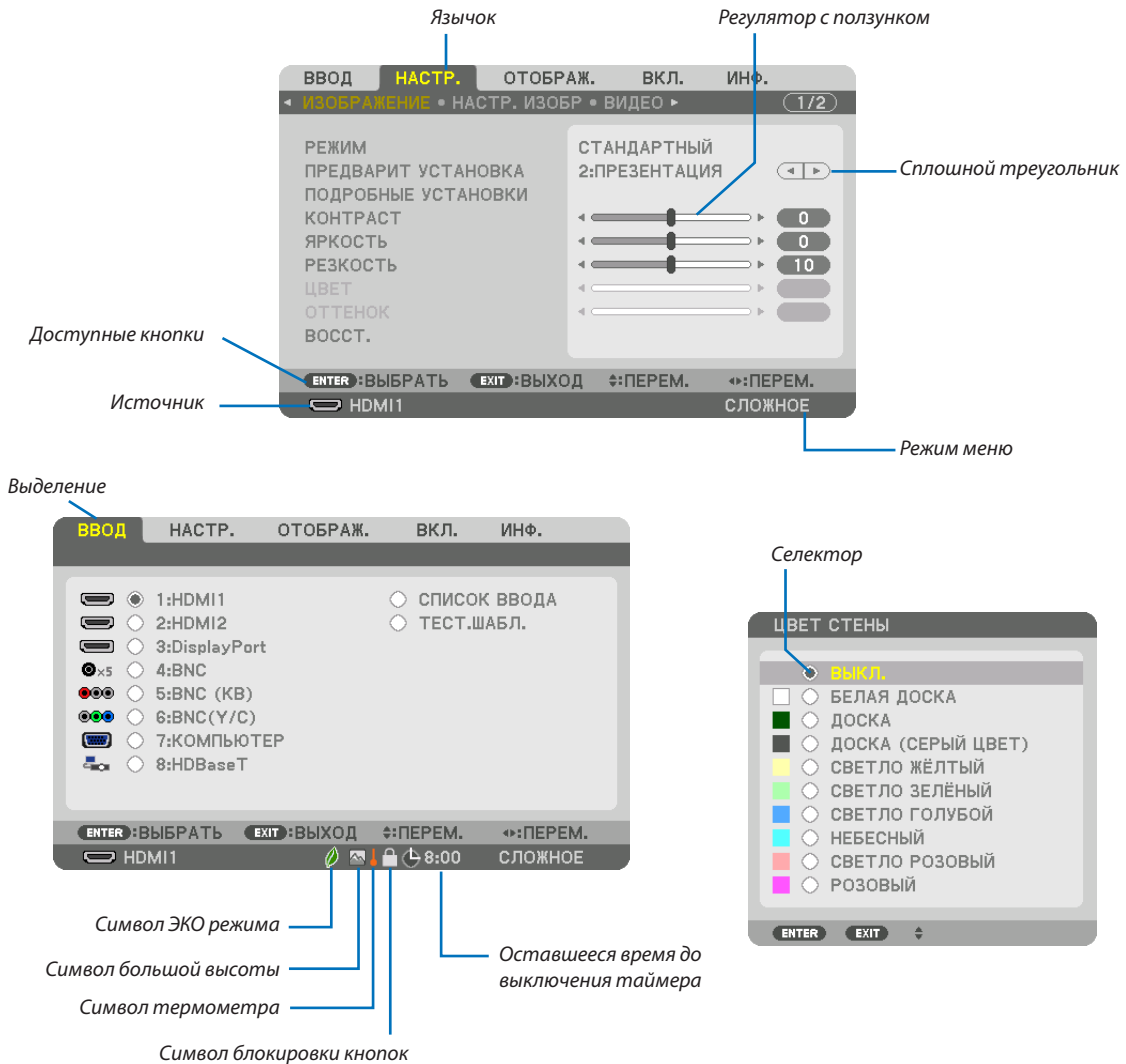 Язычок
Регулятор с ползунком
ВВОД НАСТР. ОТОБРАЖ. ВКЛ. ИНФ.
ИЗОБРАЖЕНИЕ • НАСТР. ИЗОБР • ВИДЕО 1/2
РЕЖИМ СТАНДАРТНЫЙ
ПРЕДВАРИТ УСТАНОВКА 2:ПРЕЗЕНТАЦИЯ
Сплошной треугольник
ПОДРОБНЫЕ УСТАНОВКИ
КОНТРАСТ 0
ЯРКОСТЬ 0
РЕЗКОСТЬ 10
ЦВЕТ
ОТТЕНОК
ВОССТ.
Доступные кнопки
ENTER:ВЫБРАТЬ EXIT:ВЫХОД :ПЕРЕМ. :ПЕРЕМ.
Источник
HDMI1 СЛОЖНОЕ
Режим меню
Выделение
ВВОД НАСТР. ОТОБРАЖ. ВКЛ. ИНФ.
1:HDMI1 СПИСОК ВВОДА
2:HDMI2 ТЕСТ.ШАБЛ.
3:DisplayPort
×5 4:BNC
5:BNC (КВ)
6:BNC(Y/C)
7:КОМПЬЮТЕР
8:HDBaseT
ENTER:ВЫБРАТЬ EXIT:ВЫХОД :ПЕРЕМ. :ПЕРЕМ.
HDMI1 8:00 СЛОЖНОЕ
Символ ЭКО режима
Символ большой высоты
Символ термометра
Символ блокировки кнопок
Оставшееся время до
выключения таймера
Селектор
ЦВЕТ СТЕНЫ
ВЫКЛ.
БЕЛАЯ ДОСКА
ДОСКА
ДОСКА (СЕРЫЙ ЦВЕТ)
СВЕТЛО ЖЁЛТЫЙ
СВЕТЛО ЗЕЛЁНЫЙ
СВЕТЛО ГОЛУБОЙ
НЕБЕСНЫЙ
СВЕТЛО РОЗОВЫЙ
РОЗОВЫЙ
ENTER EXIT